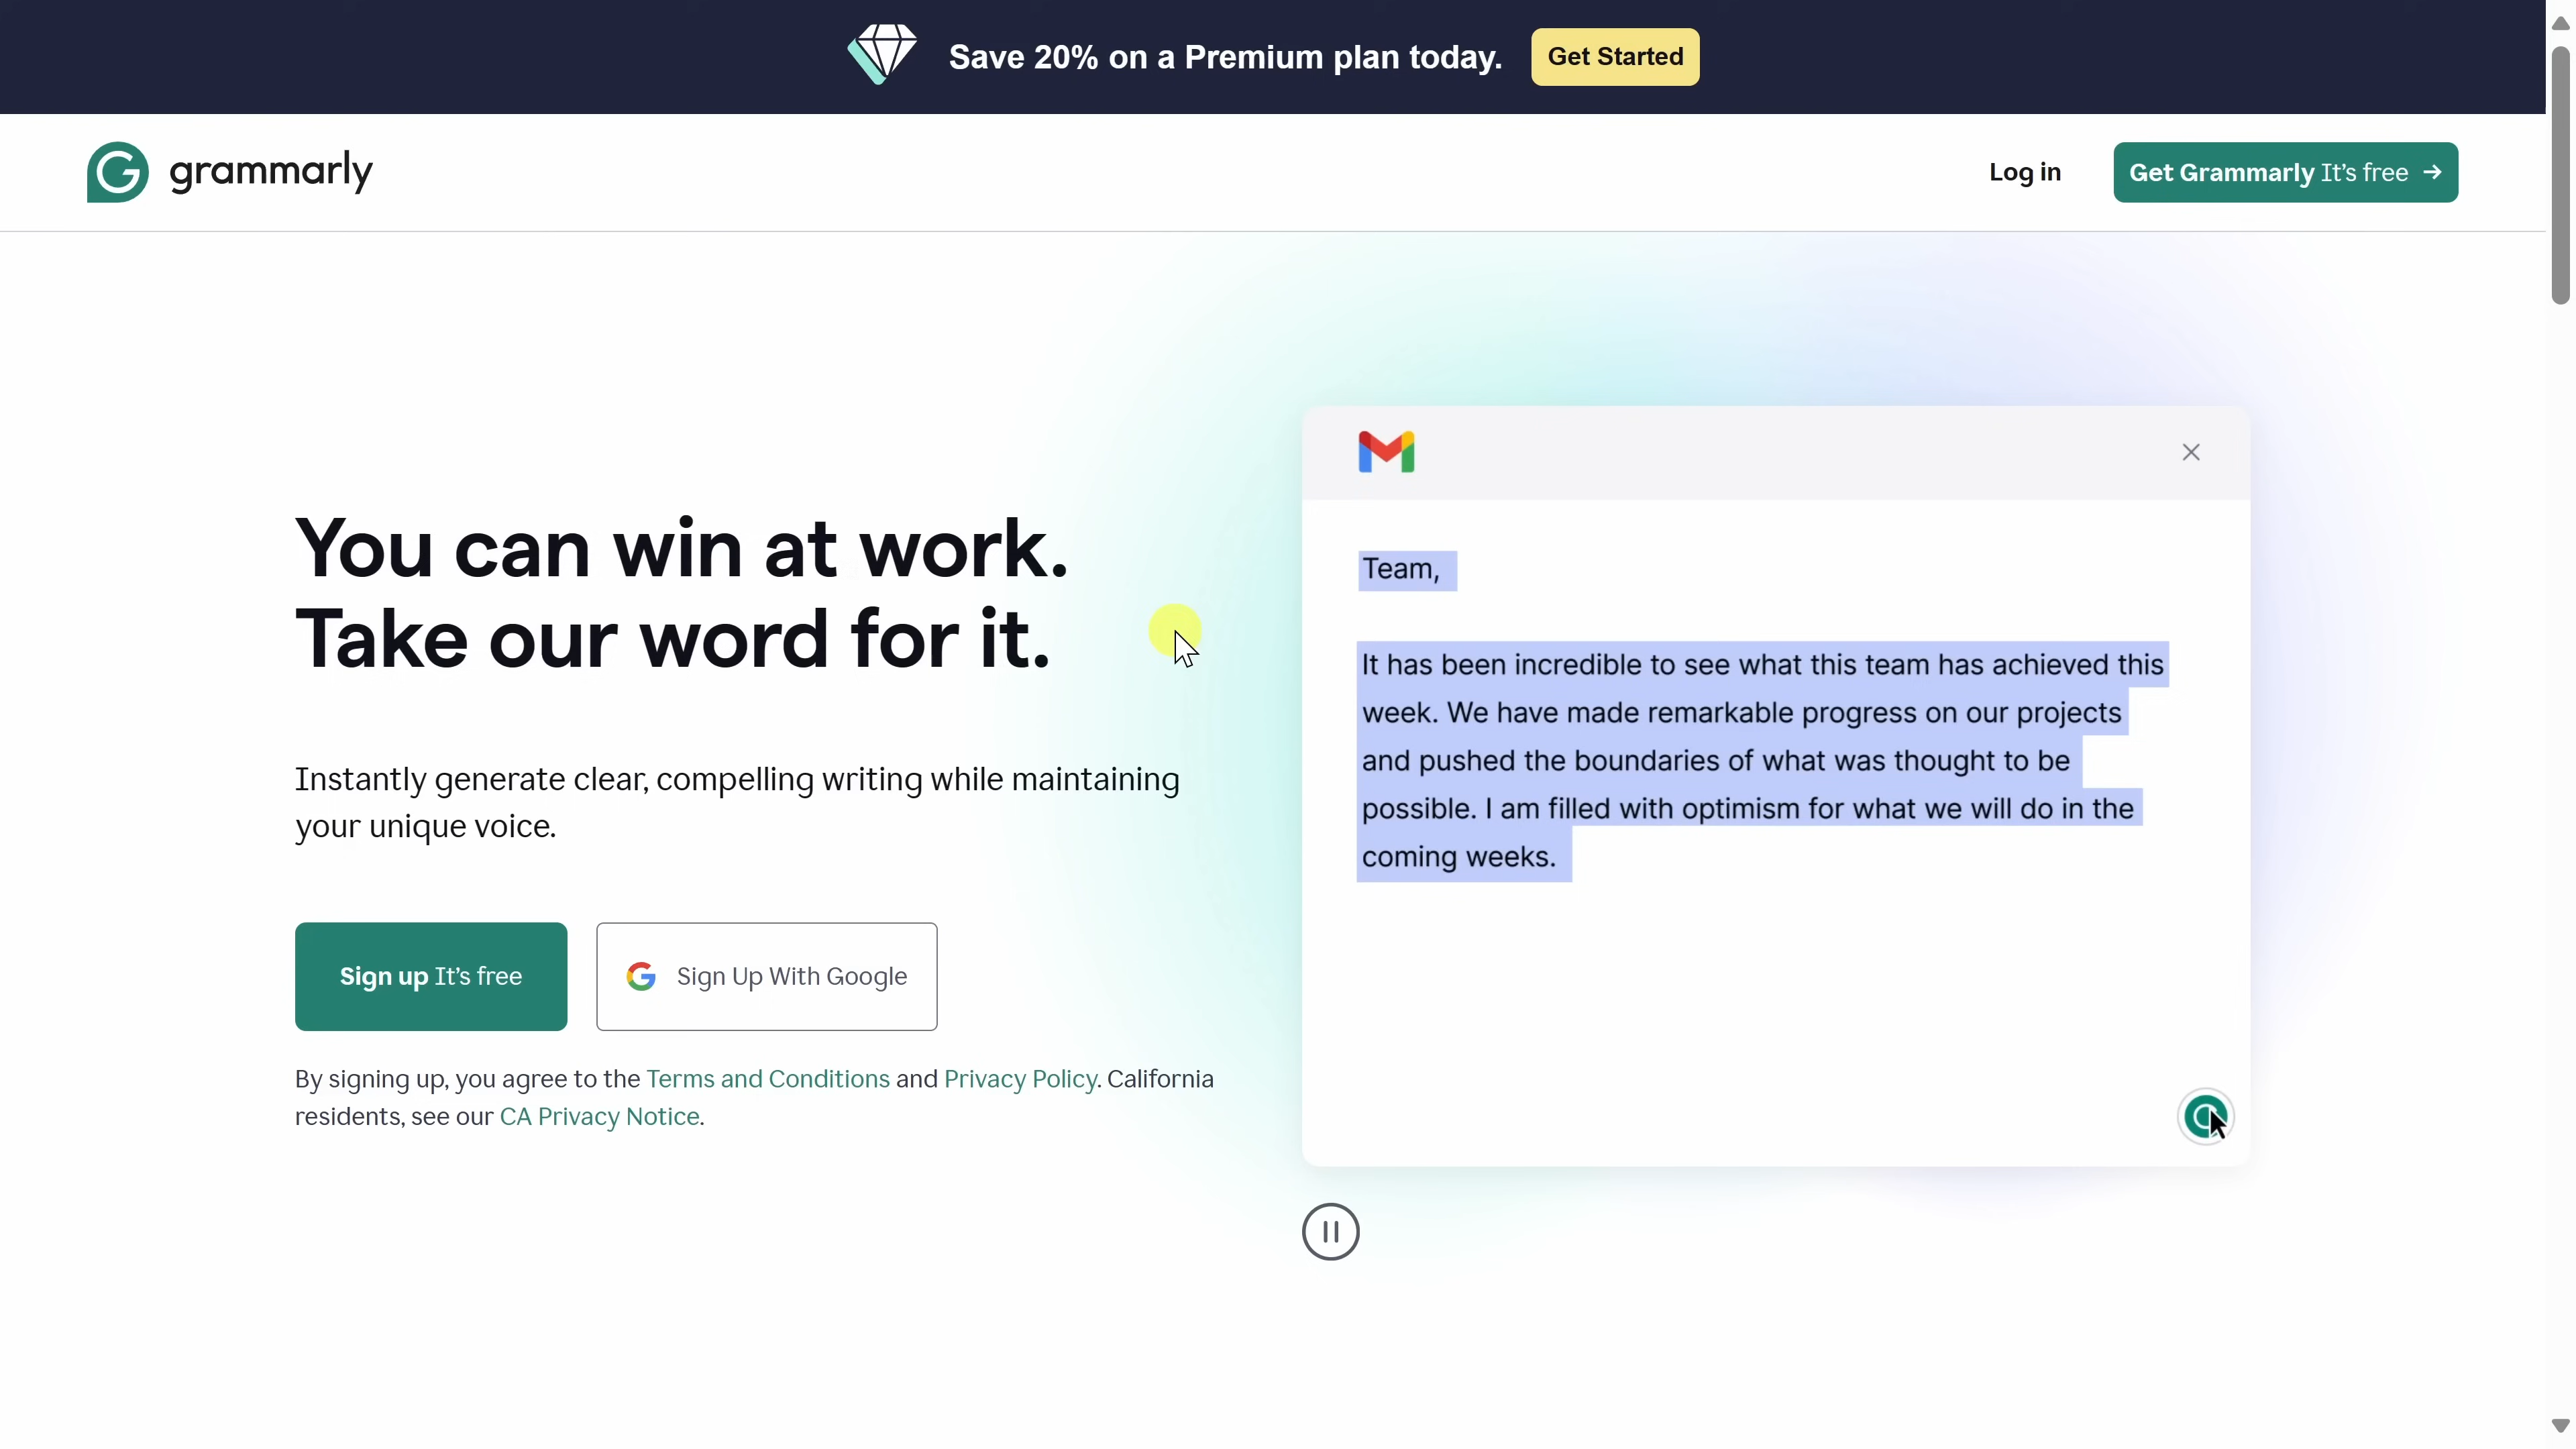 Save 20% on a Premium plan today.
Get Started
grammarly
Log in
Get Grammarly It's free →
You can win at work.
Take our word for it.
Instantly generate clear, compelling writing while maintaining
your unique voice.
Sign up It's free
Sign Up With Google
By signing up, you agree to the Terms and Conditions and Privacy Policy. California
residents, see our CA Privacy Notice.
Team,
It has been incredible to see what this team has achieved this
week. We have made remarkable progress on our projects
and pushed the boundaries of what was thought to be
possible. I am filled with optimism for what we will do in the
coming weeks.